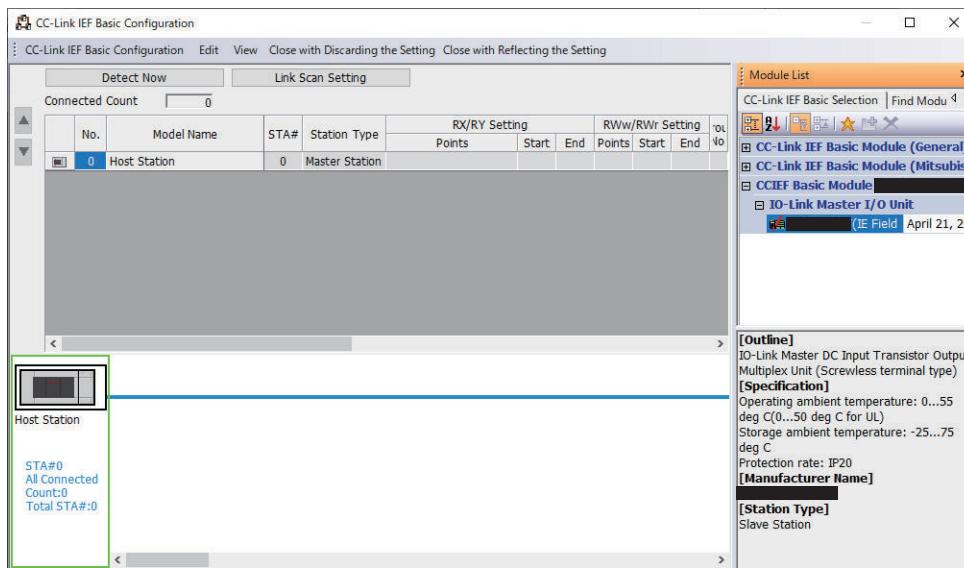 CC-Link IEF Basic Configuration
CC-Link IEF Basic Configuration Edit View Close with Discarding the Setting Close with Reflecting the Setting
Detect Now Link Scan Setting
Connected Count 0
No. Model Name STA# Station Type RX/RY Setting RWw/RWr Setting
Points Start End Points Start End
0 Host Station 0 Master Station
Host Station
STA#0
All Connected
Count:0
Total STA#:0
Module List
CC-Link IEF Basic Selection Find Modu
CC-Link IEF Basic Module (General)
CC-Link IEF Basic Module (Mitsubis
CCIEF Basic Module
IO-Link Master I/O Unit
(IE Field April 21, 2
[Outline]
IO-Link Master DC Input Transistor Outpu
Multiplex Unit (Screwless terminal type)
[Specification]
Operating ambient temperature: 0...55
deg C(0...50 deg C for UL)
Storage ambient temperature: -25...75
deg C
Protection rate: IP20
[Manufacturer Name]
[Station Type]
Slave Station